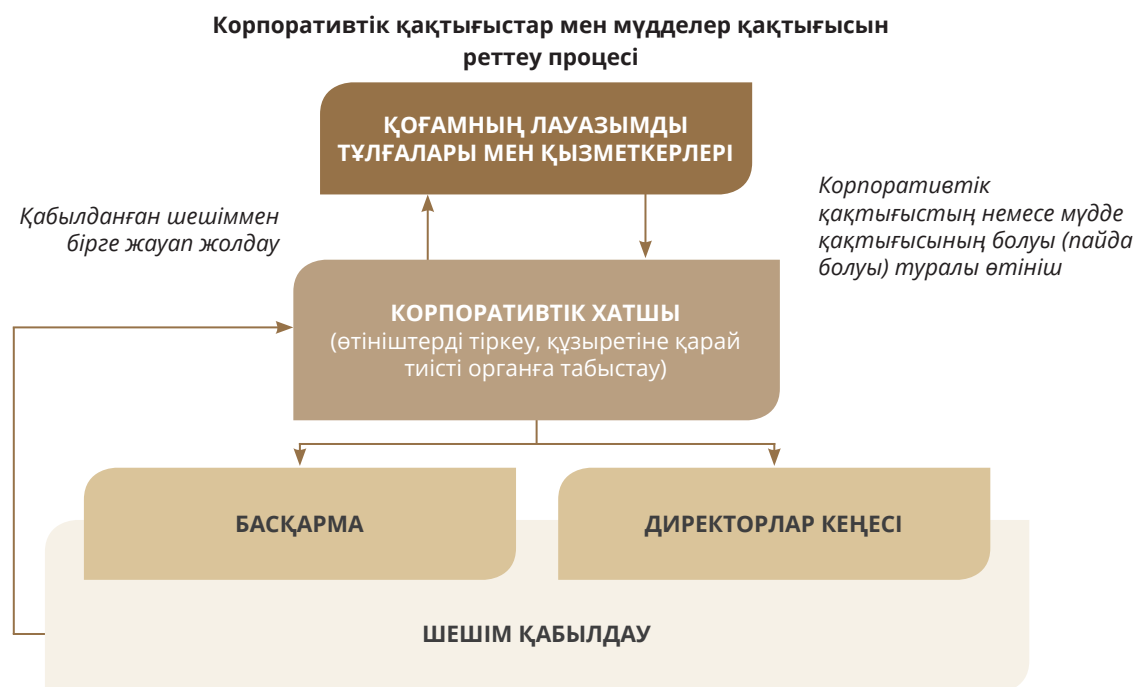 Корпоративтік қақтығыстар мен мүдделер қақтығысын
реттеу процесі
ҚОҒАМНЫҢ ЛАУАЗЫМДЫ
ТҰЛҒАЛАРЫ МЕН ҚЫЗМЕТКЕРЛЕРІ
Қабылданған шешіммен
бірге жауап жолдау
Корпоративтік
қақтығыстың немесе мүдде
қақтығысының болуы (пайда
болуы) туралы өтініш
КОРПОРАТИВТІК ХАТШЫ
(өтініштерді тіркеу, құзыретіне қарай
тиісті органға табыстау)
БАСҚАРМА
ДИРЕКТОРЛАР КЕҢЕСІ
ШЕШІМ ҚАБЫЛДАУ